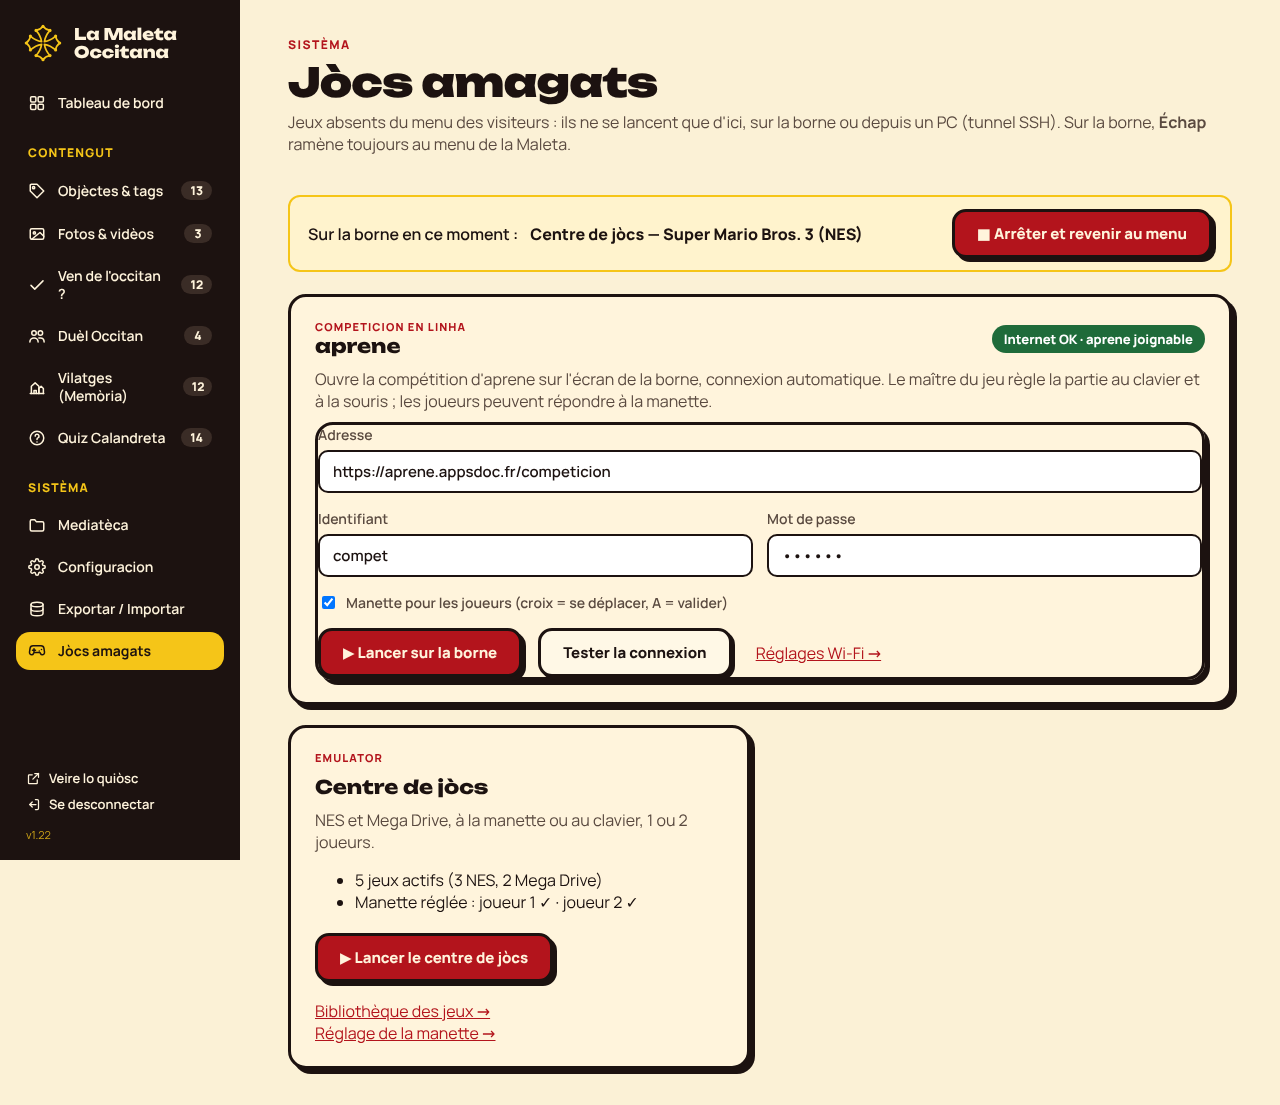 La Maleta
Occitana
Tableau de bord
CONTENGUT
Objèctes & tags 13
Fotos & vidèos 3
Ven de l'occitan
? 12
Duèl Occitan 4
Vilatges
(Memòria) 12
Quiz Calandreta 14
SISTÈMA
Mediatèca
Configuracion
Exportar / Importar
Jòcs amagats
Veire lo quiòsc
Se desconnectar
v1.22
SISTÈMA
Jòcs amagats
Jeux absents du menu des visiteurs : ils ne se lancent que d'ici, sur la borne ou depuis un PC (tunnel SSH). Sur la borne, Échap
ramène toujours au menu de la Maleta.
Sur la borne en ce moment : Centre de jòcs — Super Mario Bros. 3 (NES)
■ Arrêter et revenir au menu
COMPETICION EN LINHA
aprene
Internet OK · aprene joignable
Ouvre la compétition d'aprene sur l'écran de la borne, connexion automatique. Le maître du jeu règle la partie au clavier et
à la souris ; les joueurs peuvent répondre à la manette.
Adresse
https://aprene.appsdoc.fr/competicion
Identifiant Mot de passe
compet ••••••
Manette pour les joueurs (croix = se déplacer, A = valider)
▶ Lancer sur la borne Tester la connexion Réglages Wi-Fi →
EMULATOR
Centre de jòcs
NES et Mega Drive, à la manette ou au clavier, 1 ou 2
joueurs.
• 5 jeux actifs (3 NES, 2 Mega Drive)
• Manette réglée : joueur 1 ✓ · joueur 2 ✓
▶ Lancer le centre de jòcs
Bibliothèque des jeux →
Réglage de la manette →